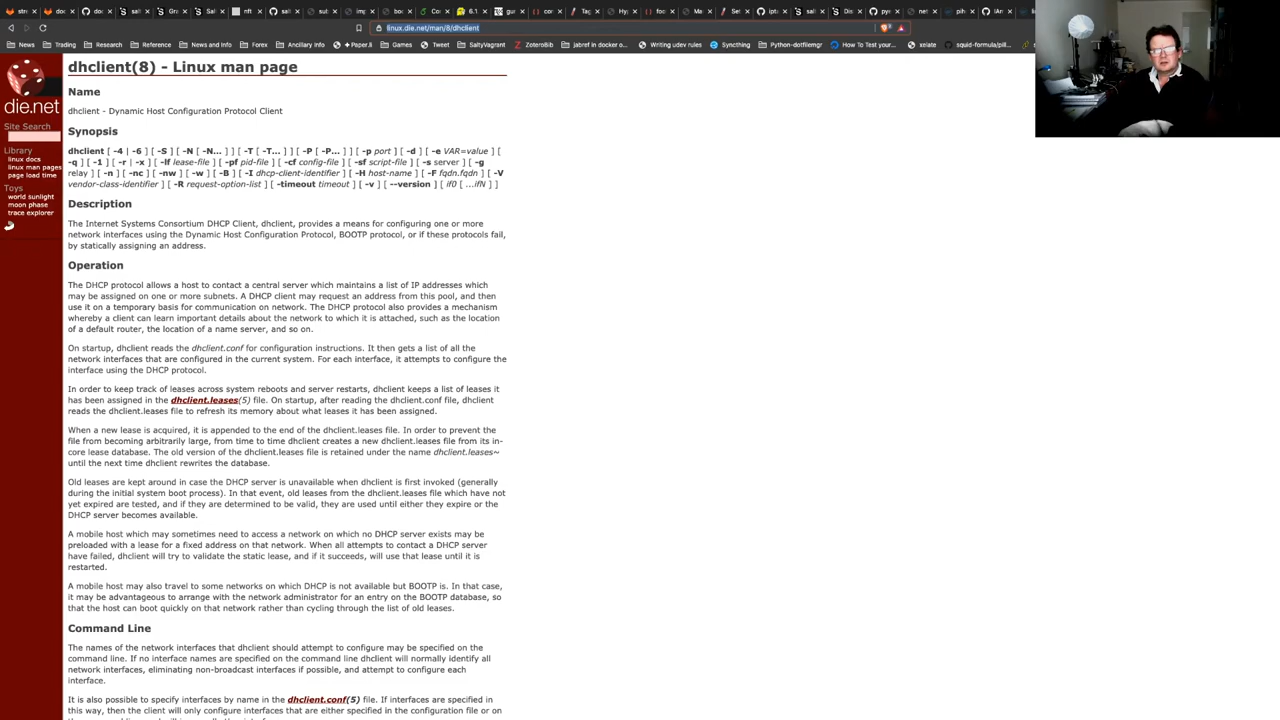 linux.die.net/man/8/dhclient
News
Trading
Research
Reference
News and Info
Forex
Ancillary Info
+ Paper.li
Games
Tweet
SaltyVagrant
ZoteroBib
jabref in docker o
Writing udev rules
Syncthing
Python-dotfilemgr
How To Test your...
xelate
squid-formula/pill...
die.net
Site Search
Library
linux docs
linux man pages
page load time
Toys
world sunlight
moon phase
trace explorer
dhclient(8) - Linux man page
Name
dhclient - Dynamic Host Configuration Protocol Client
Synopsis
dhclient [ -4 | -6 ] [ -S ] [ -N [ -N... ] ] [ -T [ -T... ] ] [ -P [ -P... ] ] [ -p port ] [ -d ] [ -e VAR=value ]
[ -q ] [ -1 ] [ -r | -x ] [ -lf lease-file ] [ -pf pid-file ] [ -cf config-file ] [ -sf script-file ] [ -s server ] [ -g
relay ] [ -n ] [ -nc ] [ -nw ] [ -w ] [ -B ] [ -I dhcp-client-identifier ] [ -H host-name ] [ -F fqdn.fqdn ] [ -V
vendor-class-identifier ] [ -R request-option-list ] [ -timeout timeout ] [ -v ] [ --version ] [ if0 [ ...ifN ] ]
Description
The Internet Systems Consortium DHCP Client, dhclient, provides a means for configuring one or more
network interfaces using the Dynamic Host Configuration Protocol, BOOTP protocol, or if these protocols fail,
by statically assigning an address.
Operation
The DHCP protocol allows a host to contact a central server which maintains a list of IP addresses which
may be assigned on one or more subnets. A DHCP client may request an address from this pool, and then
use it on a temporary basis for communication on network. The DHCP protocol also provides a mechanism
whereby a client can learn important details about the network to which it is attached, such as the location
of a default router, the location of a name server, and so on.
On startup, dhclient reads the dhclient.conf for configuration instructions. It then gets a list of all the
network interfaces that are configured in the current system. For each interface, it attempts to configure the
interface using the DHCP protocol.
In order to keep track of leases across system reboots and server restarts, dhclient keeps a list of leases it
has been assigned in the dhclient.leases(5) file. On startup, after reading the dhclient.conf file, dhclient
reads the dhclient.leases file to refresh its memory about what leases it has been assigned.
When a new lease is acquired, it is appended to the end of the dhclient.leases file. In order to prevent the
file from becoming arbitrarily large, from time to time dhclient creates a new dhclient.leases file from its in-
core lease database. The old version of the dhclient.leases file is retained under the name dhclient.leases~
until the next time dhclient rewrites the database.
Old leases are kept around in case the DHCP server is unavailable when dhclient is first invoked (generally
during the initial system boot process). In that event, old leases from the dhclient.leases file which have not
yet expired are tested, and if they are determined to be valid, they are used until either they expire or the
DHCP server becomes available.
A mobile host which may sometimes need to access a network on which no DHCP server exists may be
preloaded with a lease for a fixed address on that network. When all attempts to contact a DHCP server
have failed, dhclient will try to validate the static lease, and if it succeeds, will use that lease until it is
restarted.
A mobile host may also travel to some networks on which DHCP is not available but BOOTP is. In that case,
it may be advantageous to arrange with the network administrator for an entry on the BOOTP database, so
that the host can boot quickly on that network rather than cycling through the list of old leases.
Command Line
The names of the network interfaces that dhclient should attempt to configure may be specified on the
command line. If no interface names are specified on the command line dhclient will normally identify all
network interfaces, eliminating non-broadcast interfaces if possible, and attempt to configure each
interface.
It is also possible to specify interfaces by name in the dhclient.conf(5) file. If interfaces are specified in
this way, then the client will only configure interfaces that are either specified in the configuration file or on